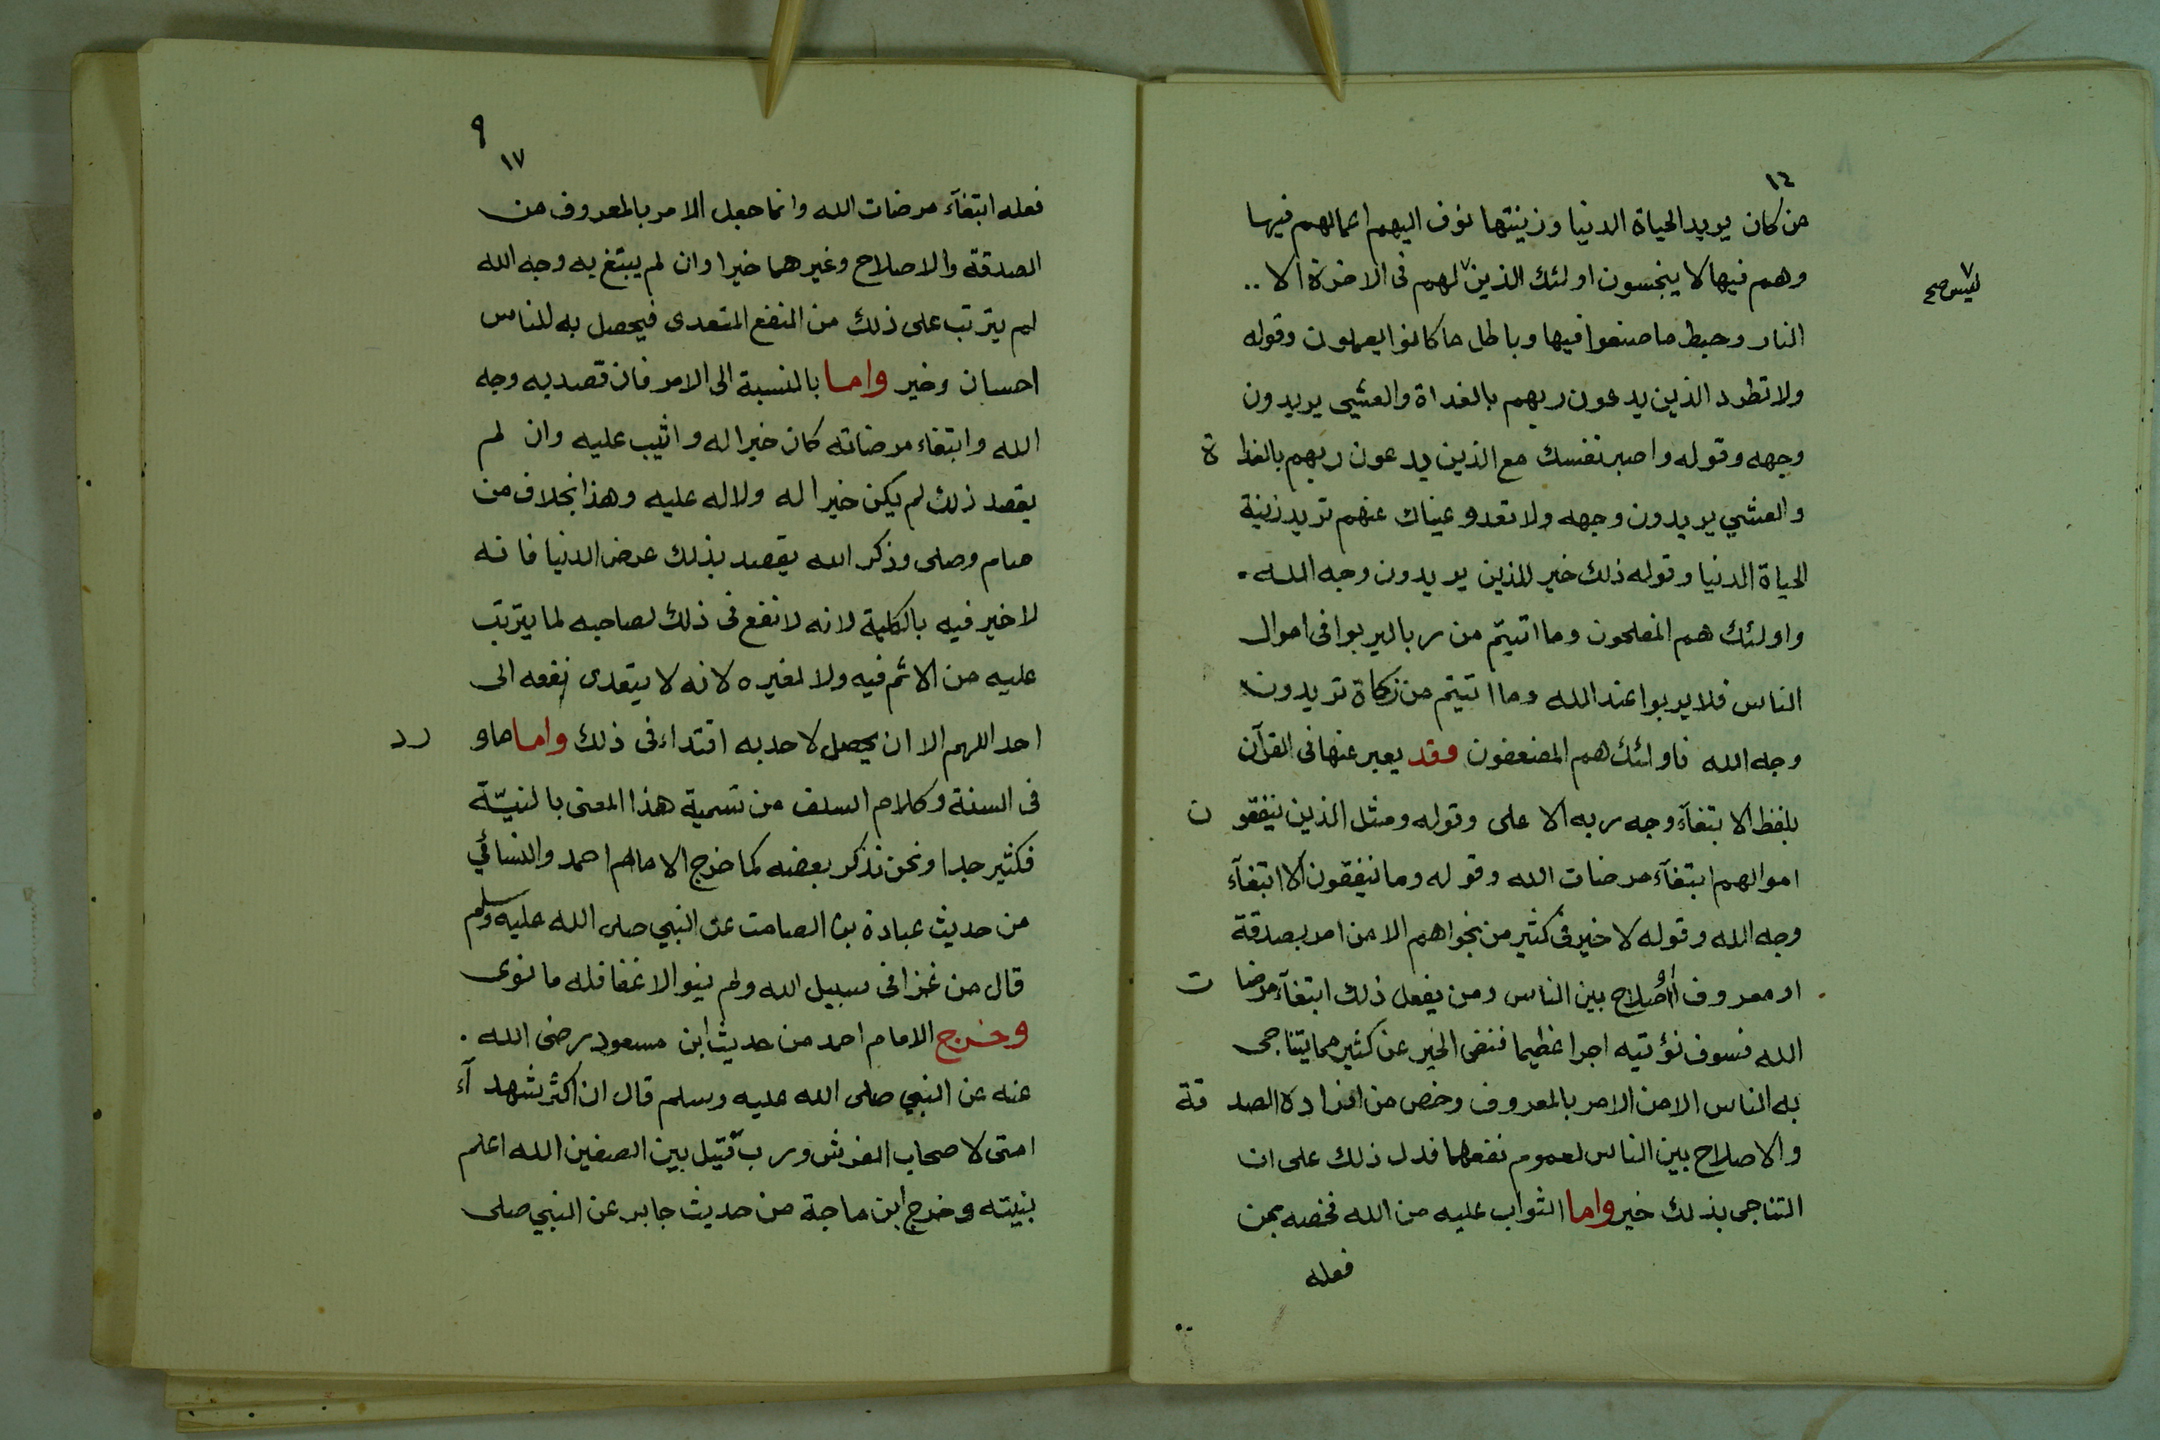 ١٤
من كان يريد الحياة الدنيا وزينتها نوف اليهم اعمالهم فيها
وهم فيها لا يبخسون اولئك الذين لهم فى الاخرة الا
ليس صح
النار وحبط ما صنعوا فيها وباطل ما كانوا يعملون وقوله
ولا تطرد الذين يدعون ربهم بالغداة والعشي يريدون
وجهه وقوله واصبر نفسك مع الذين يدعون ربهم بالغداة
والعشي يريدون وجهه ولا تعدو عيناك عنهم تريد زينة
الحياة الدنيا وقوله ذلك خير للذين يريدون وجه الله
واولئك هم المفلحون وما اتيتم من ربا ليربوا فى اموال
الناس فلا يربوا عند الله وما اتيتم من زكاة تريدون
وجه الله فاولئك هم المضعفون وقد يعبر عنها فى القرآن
بلفظ الابتغآء وجه ربه الاعلى وقوله ومثل الذين ينفقون
اموالهم ابتغآء مرضات الله وقوله وما تنفقون الا ابتغآء
وجه الله وقوله لا خير فى كثير من نجواهم الا من امر بصدقة
او معروف او اصلاح بين الناس ومن يفعل ذلك ابتغآء مرضات
الله فسوف نؤتيه اجرا عظيما فنفى الخير عن كثير مما يتناجى
به الناس الا من الامر بالمعروف وخص من افراده الصدقة
والاصلاح بين الناس لعموم نفعهما فدل ذلك على ان
التناجى بذلك خير واما الثواب عليه من الله فخصه بمن
فعله
٩
١٧
فعله ابتغآء مرضات الله وانما جعل الامر بالمعروف من
الصدقة والاصلاح وغيرهما خيرا وان لم يبتغ به وجه الله
لم يترتب على ذلك من النفع المتعدى فيحصل به للناس
احسان وخير واما بالنسبة الى الامر فان قصد به وجه
الله وابتغاء مرضاته كان خيرا له واثيب عليه وان لم
يقصد ذلك لم يكن خيرا له ولا له عليه وهذا بخلاف من
صام وصلى وذكر الله يقصد بذلك عرض الدنيا فانه
لا خير فيه بالكلية لانه لا نفع فى ذلك لصاحبه لما يترتب
عليه من الاثم فيه ولا لغيره لانه لا يتعدى نفعه الى
احد اللهم الا ان يحصل لاحد به اقتداء فى ذلك واما ما ورد
فى السنة وكلام السلف من تسمية هذا المعنى بالنيّة
فكثير جدا ونحن نذكر بعضه كما خرج الامام احمد والنسائي
من حديث عبادة بن الصامت عن النبي صلى الله عليه وسلم
قال من غزا فى سبيل الله ولم ينو الا عقا فله ما نوى
وخرج الامام احمد من حديث ابن مسعود رضى الله
عنه عن النبي صلى الله عليه وسلم قال ان اكثر شهدآء
امتى لاصحاب الفرش ورب قتيل بين الصفين الله اعلم
بنيته وخرج ابن ماجة من حديث جابر عن النبي صلى